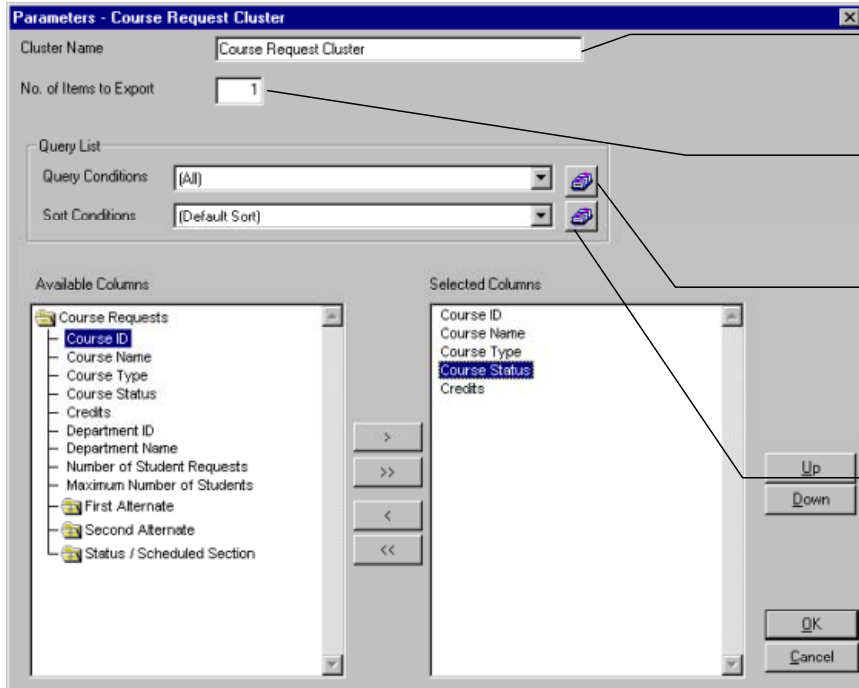 Parameters - Course Request Cluster
Cluster Name
Course Request Cluster
No. of Items to Export
1
Query List
Query Conditions
(All)
Sort Conditions
(Default Sort)
Available Columns
Course Requests
Course ID
Course Name
Course Type
Course Status
Credits
Department ID
Department Name
Number of Student Requests
Maximum Number of Students
First Alternate
Second Alternate
Status / Scheduled Section
>
>>
<
<<
Selected Columns
Course ID
Course Name
Course Type
Course Status
Credits
Up
Down
OK
Cancel